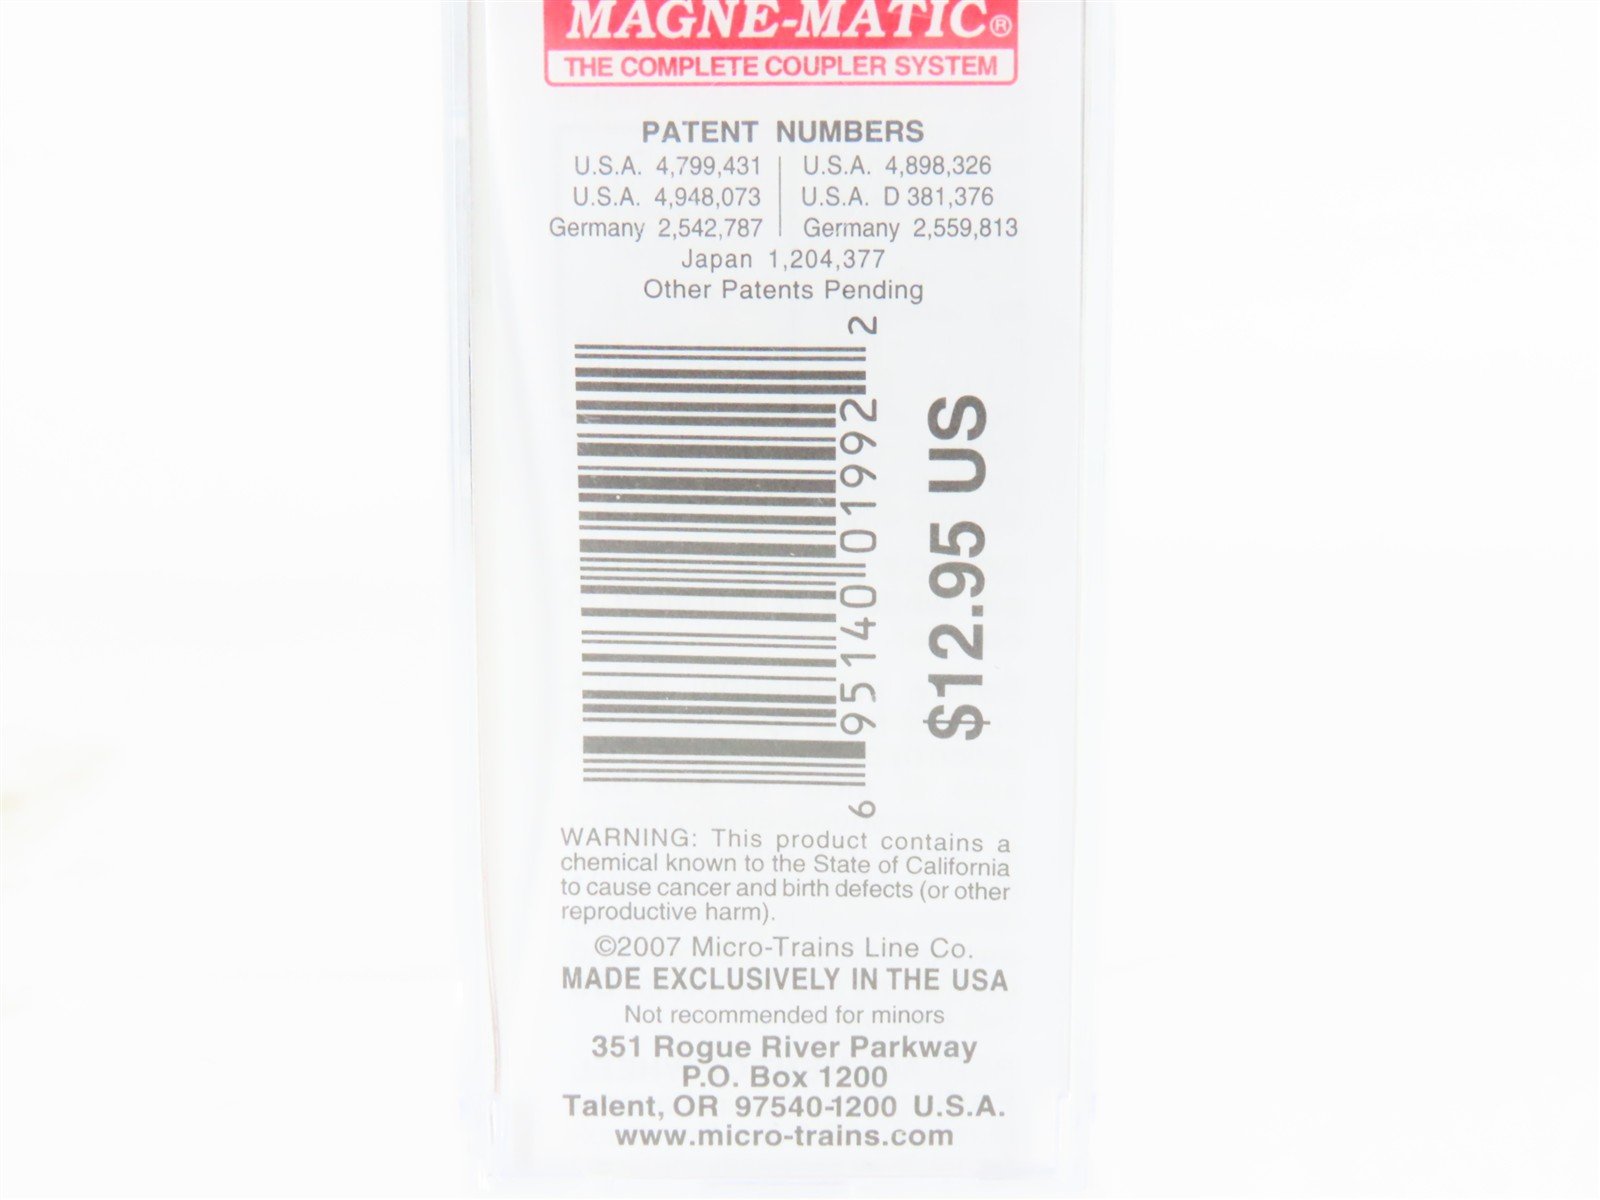 MAGNE-MATIC®
THE COMPLETE COUPLER SYSTEM
PATENT NUMBERS
U.S.A. 4,799,431 | U.S.A. 4,898,326
U.S.A. 4,948,073 | U.S.A. D 381,376
Germany 2,542,787 | Germany 2,559,813
Japan 1,204,377
Other Patents Pending
6 95140 01992 2
$12.95 US
WARNING: This product contains a
chemical known to the State of California
to cause cancer and birth defects (or other
reproductive harm).
©2007 Micro-Trains Line Co.
MADE EXCLUSIVELY IN THE USA
Not recommended for minors
351 Rogue River Parkway
P.O. Box 1200
Talent, OR 97540-1200 U.S.A.
www.micro-trains.com